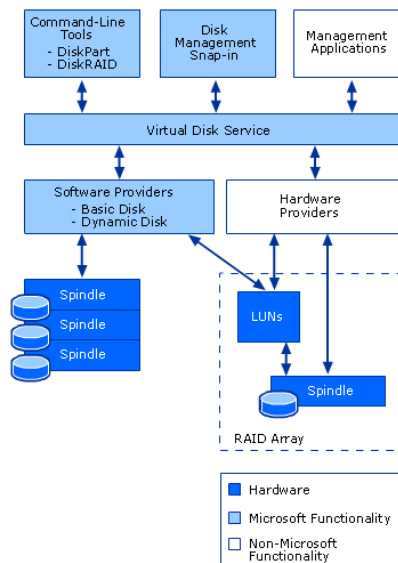 Command-Line
Tools
- DiskPart
- DiskRAID
Disk
Management
Snap-in
Management
Applications
Virtual Disk Service
Software Providers
- Basic Disk
- Dynamic Disk
Hardware
Providers
Spindle
Spindle
Spindle
LUNs
Spindle
RAID Array
Hardware
Microsoft Functionality
Non-Microsoft
Functionality